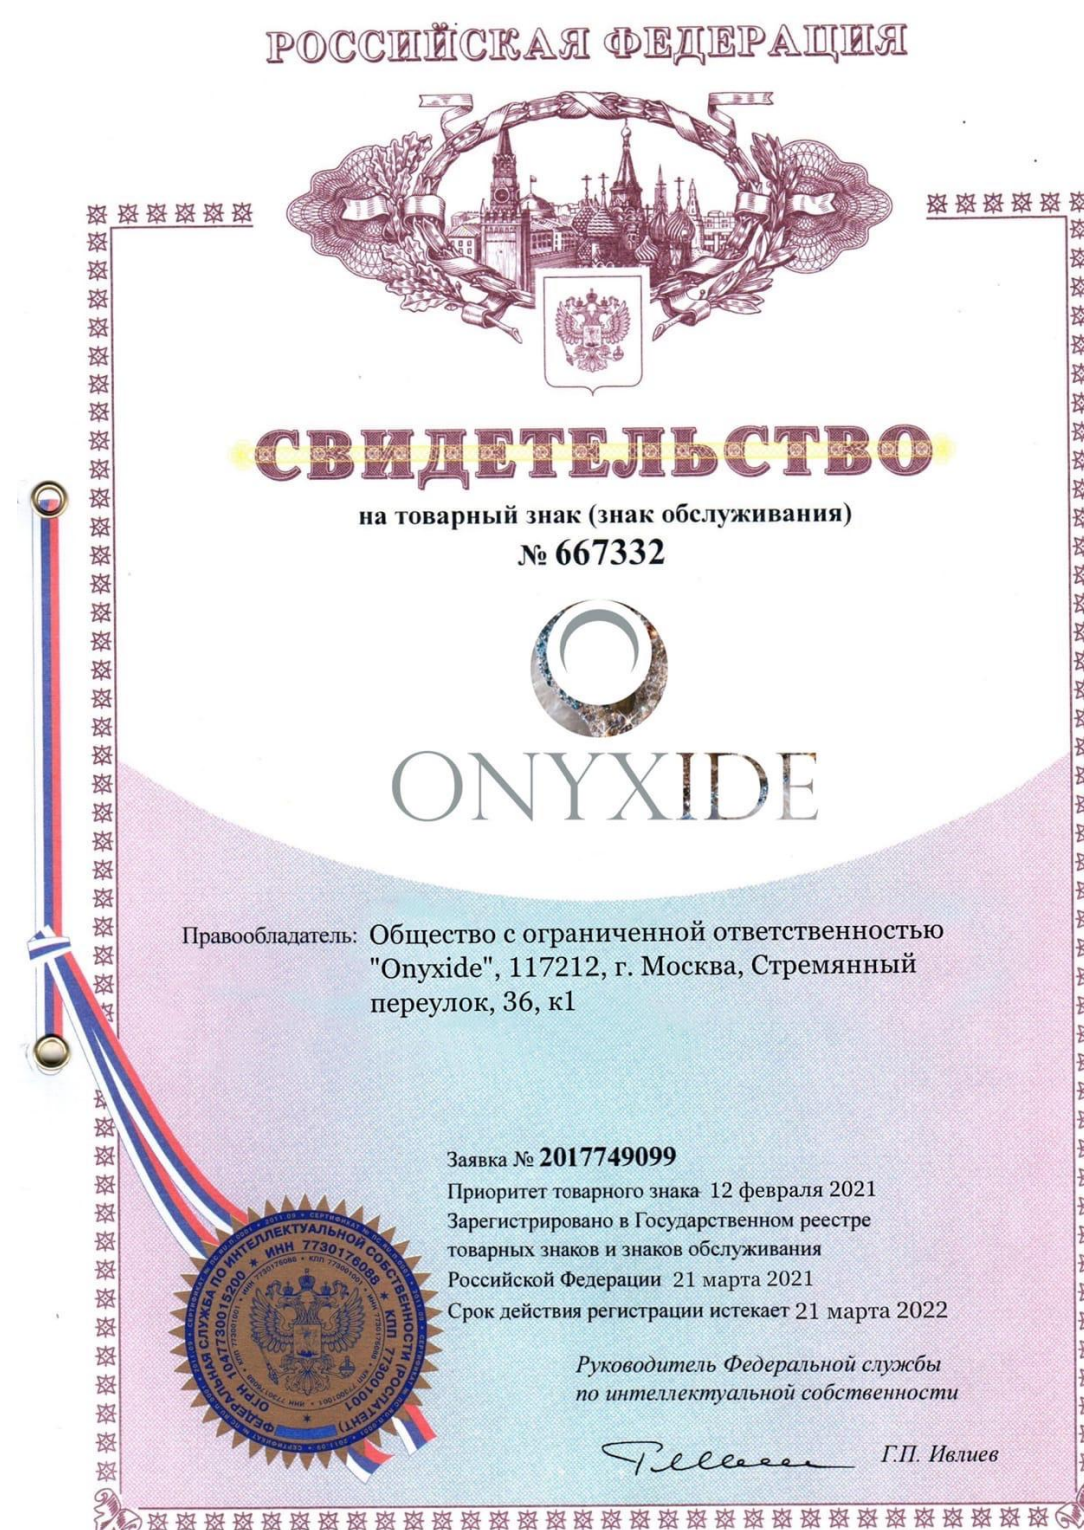 РОССИЙСКАЯ ФЕДЕРАЦИЯ
СВИДЕТЕЛЬСТВО
на товарный знак (знак обслуживания)
№ 667332
ONYXIDE
Правообладатель: Общество с ограниченной ответственностью
"Onyxide", 117212, г. Москва, Стремянный
переулок, 36, к1
Заявка № 2017749099
Приоритет товарного знака 12 февраля 2021
Зарегистрировано в Государственном реестре
товарных знаков и знаков обслуживания
Российской Федерации 21 марта 2021
Срок действия регистрации истекает 21 марта 2022
Руководитель Федеральной службы
по интеллектуальной собственности
Г.П. Ивлиев
ФЕДЕРАЛЬНАЯ СЛУЖБА ПО ИНТЕЛЛЕКТУАЛЬНОЙ СОБСТВЕННОСТИ (РОСПАТЕНТ)
ОГРН 1047730015200 * ИНН 7730176088 * КПП 773001001